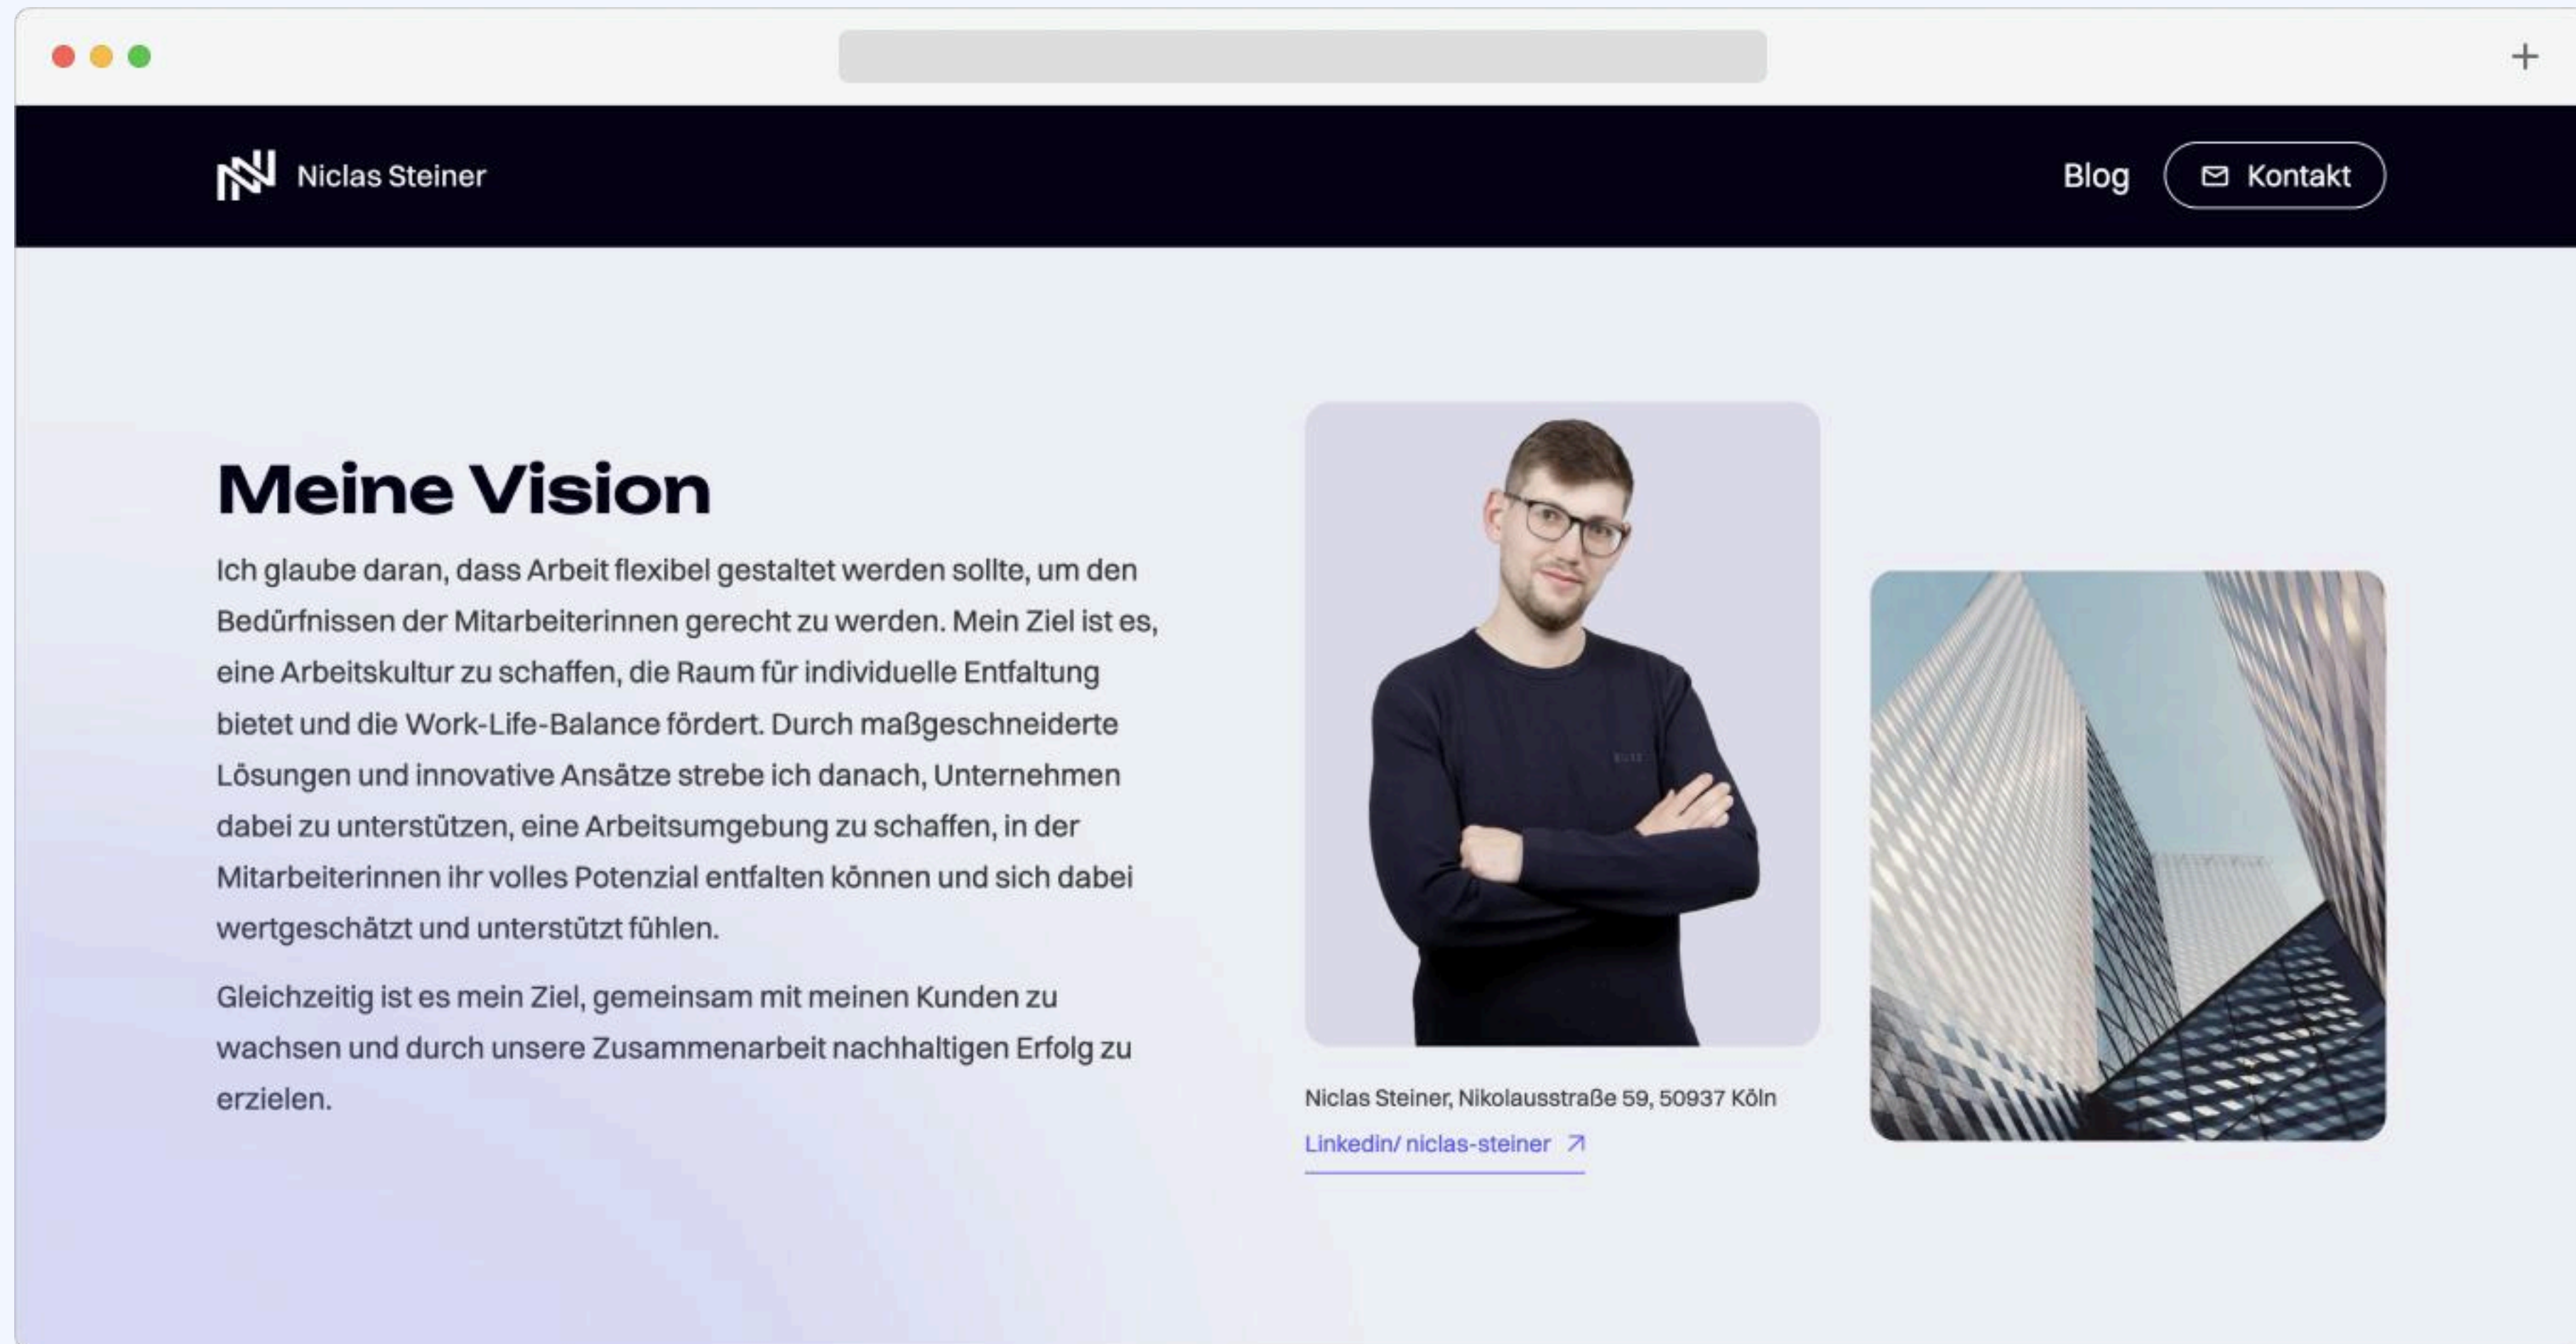 Niclas Steiner
Blog
Kontakt
Meine Vision
Ich glaube daran, dass Arbeit flexibel gestaltet werden sollte, um den
Bedürfnissen der Mitarbeiterinnen gerecht zu werden. Mein Ziel ist es,
eine Arbeitskultur zu schaffen, die Raum für individuelle Entfaltung
bietet und die Work-Life-Balance fördert. Durch maßgeschneiderte
Lösungen und innovative Ansätze strebe ich danach, Unternehmen
dabei zu unterstützen, eine Arbeitsumgebung zu schaffen, in der
Mitarbeiterinnen ihr volles Potenzial entfalten können und sich dabei
wertgeschätzt und unterstützt fühlen.
Gleichzeitig ist es mein Ziel, gemeinsam mit meinen Kunden zu
wachsen und durch unsere Zusammenarbeit nachhaltigen Erfolg zu
erzielen.
Niclas Steiner, Nikolausstraße 59, 50937 Köln
Linkedin/ niclas-steiner